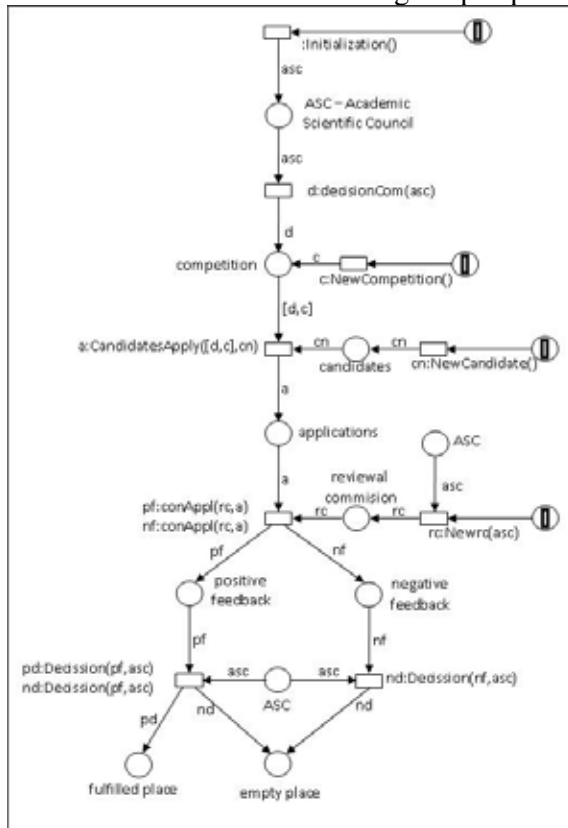 :Initialization()
asc
ASC – Academic
Scientific Council
asc
d:decisionCom(asc)
d
competition
c
c:NewCompetition()
[d,c]
a:CandidatesApply([d,c],cn)
cn
candidates
cn
cn:NewCandidate()
a
applications
ASC
a
reviewal
commision
asc
pf:conAppl(rc,a)
nf:conAppl(rc,a)
rc
rc
rc:Newrc(asc)
pf
nf
positive
feedback
negative
feedback
pf
nf
pd:Decission(pf,asc)
nd:Decission(pf,asc)
asc
asc
ASC
nd:Decission(nf,asc)
pd
nd
nd
fulfilled place
empty place